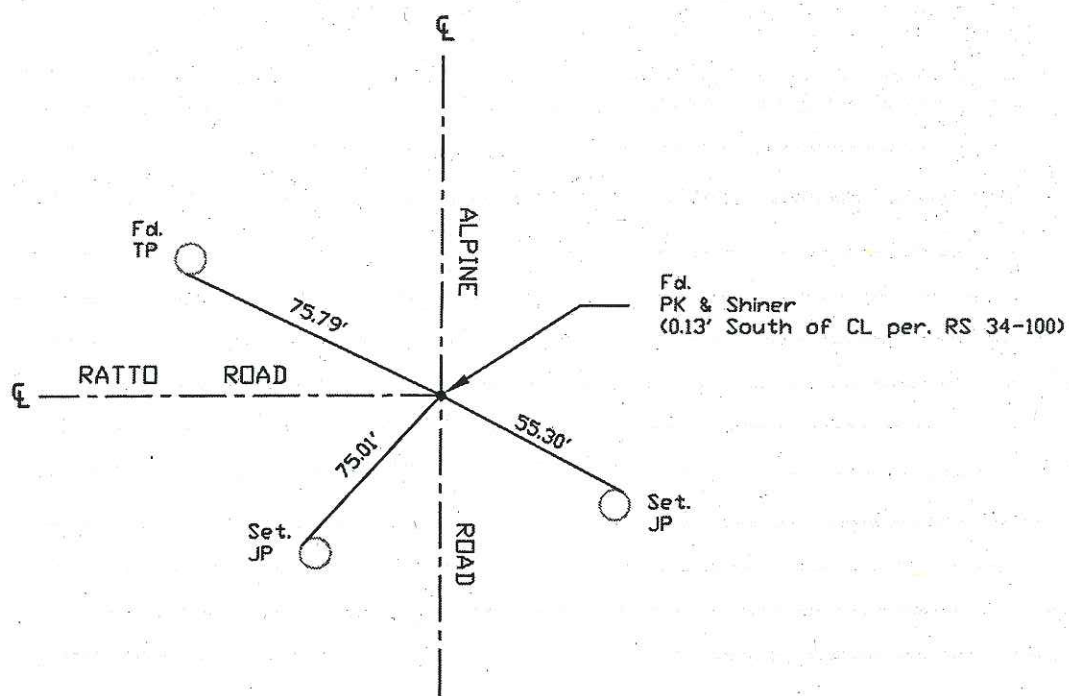 ℄
ALPINE
Fd.
TP
75.79'
Fd.
PK & Shiner
(0.13' South of CL per. RS 34-100)
℄ RATTO ROAD
75.01'
55.30'
Set.
JP
Set.
JP
ROAD